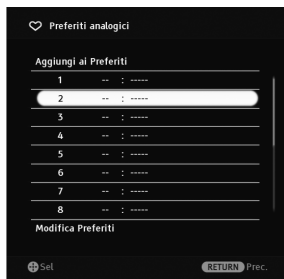 Preferiti analogici
Aggiungi ai Preferiti
1 -- : -----
2 -- : -----
3 -- : -----
4 -- : -----
5 -- : -----
6 -- : -----
7 -- : -----
8 -- : -----
Modifica Preferiti
Sel RETURN Prec.